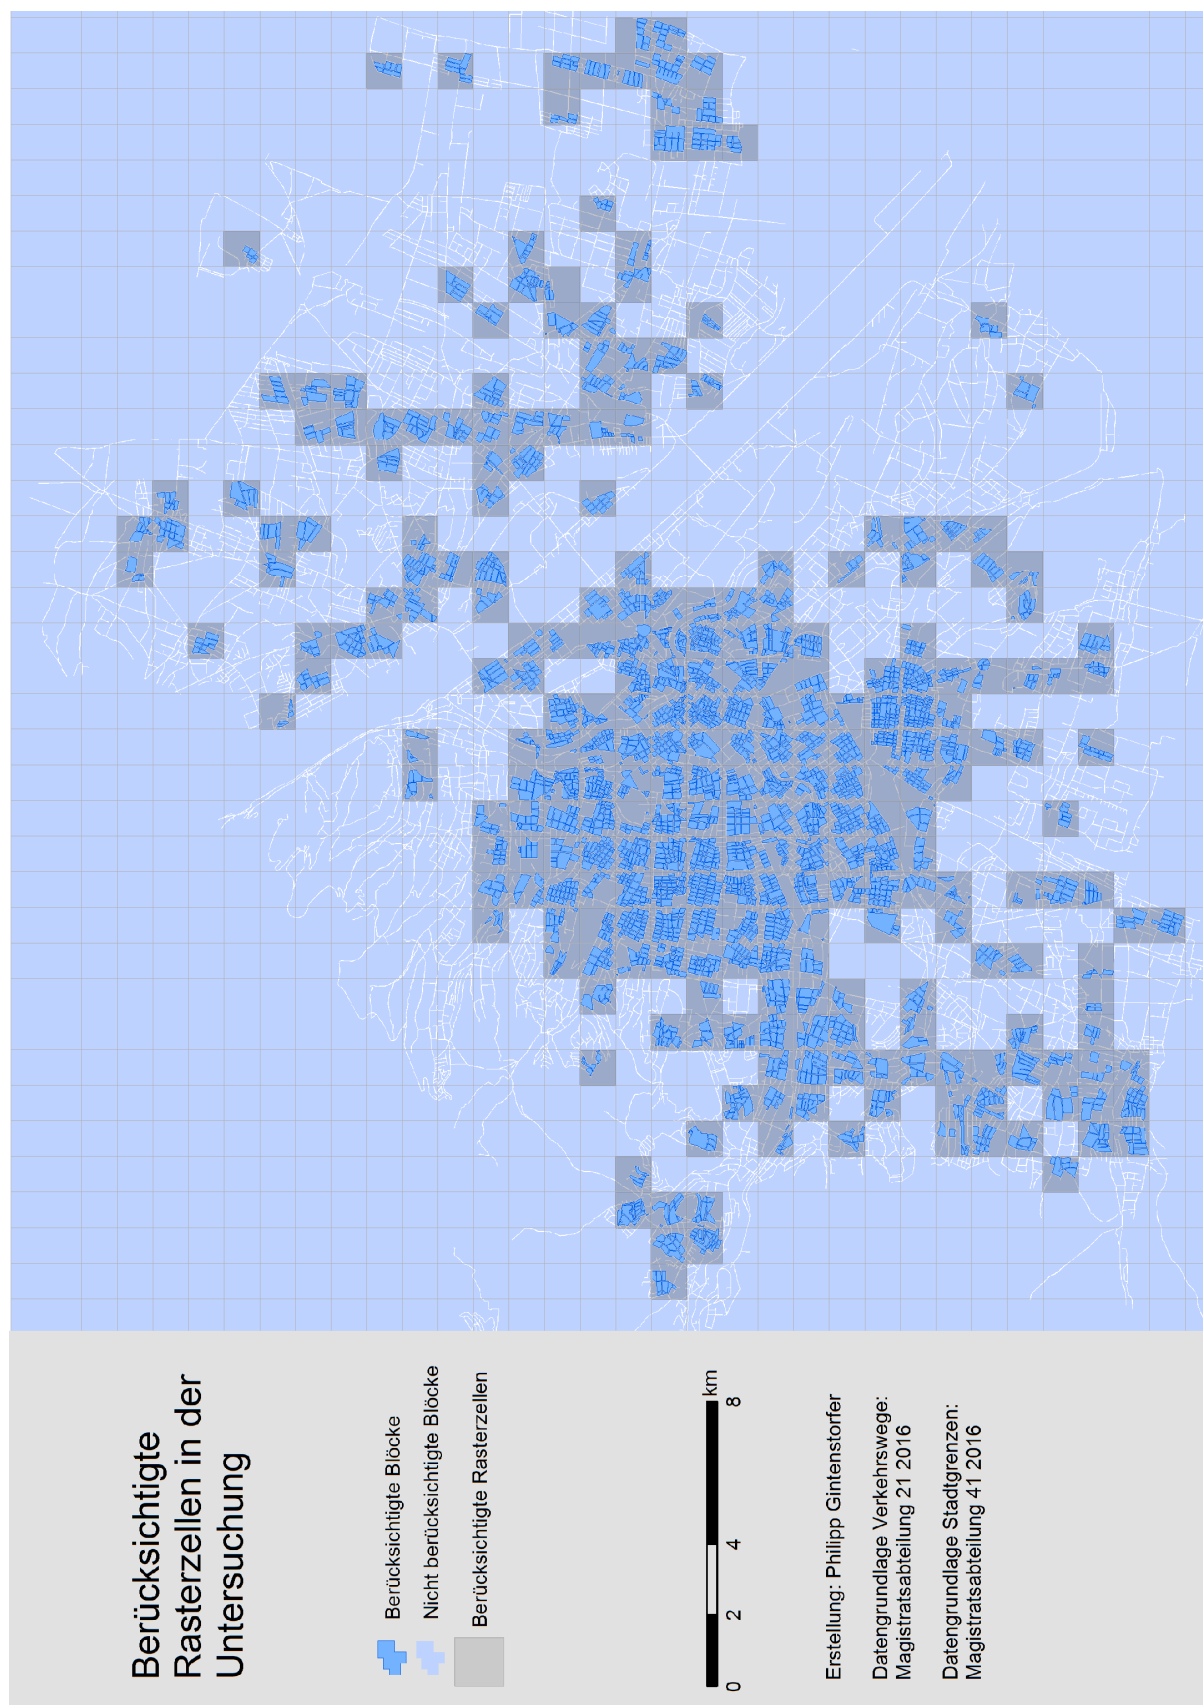 Berücksichtigte
Rasterzellen in der
Untersuchung
Berücksichtigte Blöcke
Nicht berücksichtigte Blöcke
Berücksichtigte Rasterzellen
km
0 2 4 8
Erstellung: Philipp Gintenstorfer
Datengrundlage Verkehrswege:
Magistratsabteilung 21 2016
Datengrundlage Stadtgrenzen:
Magistratsabteilung 41 2016